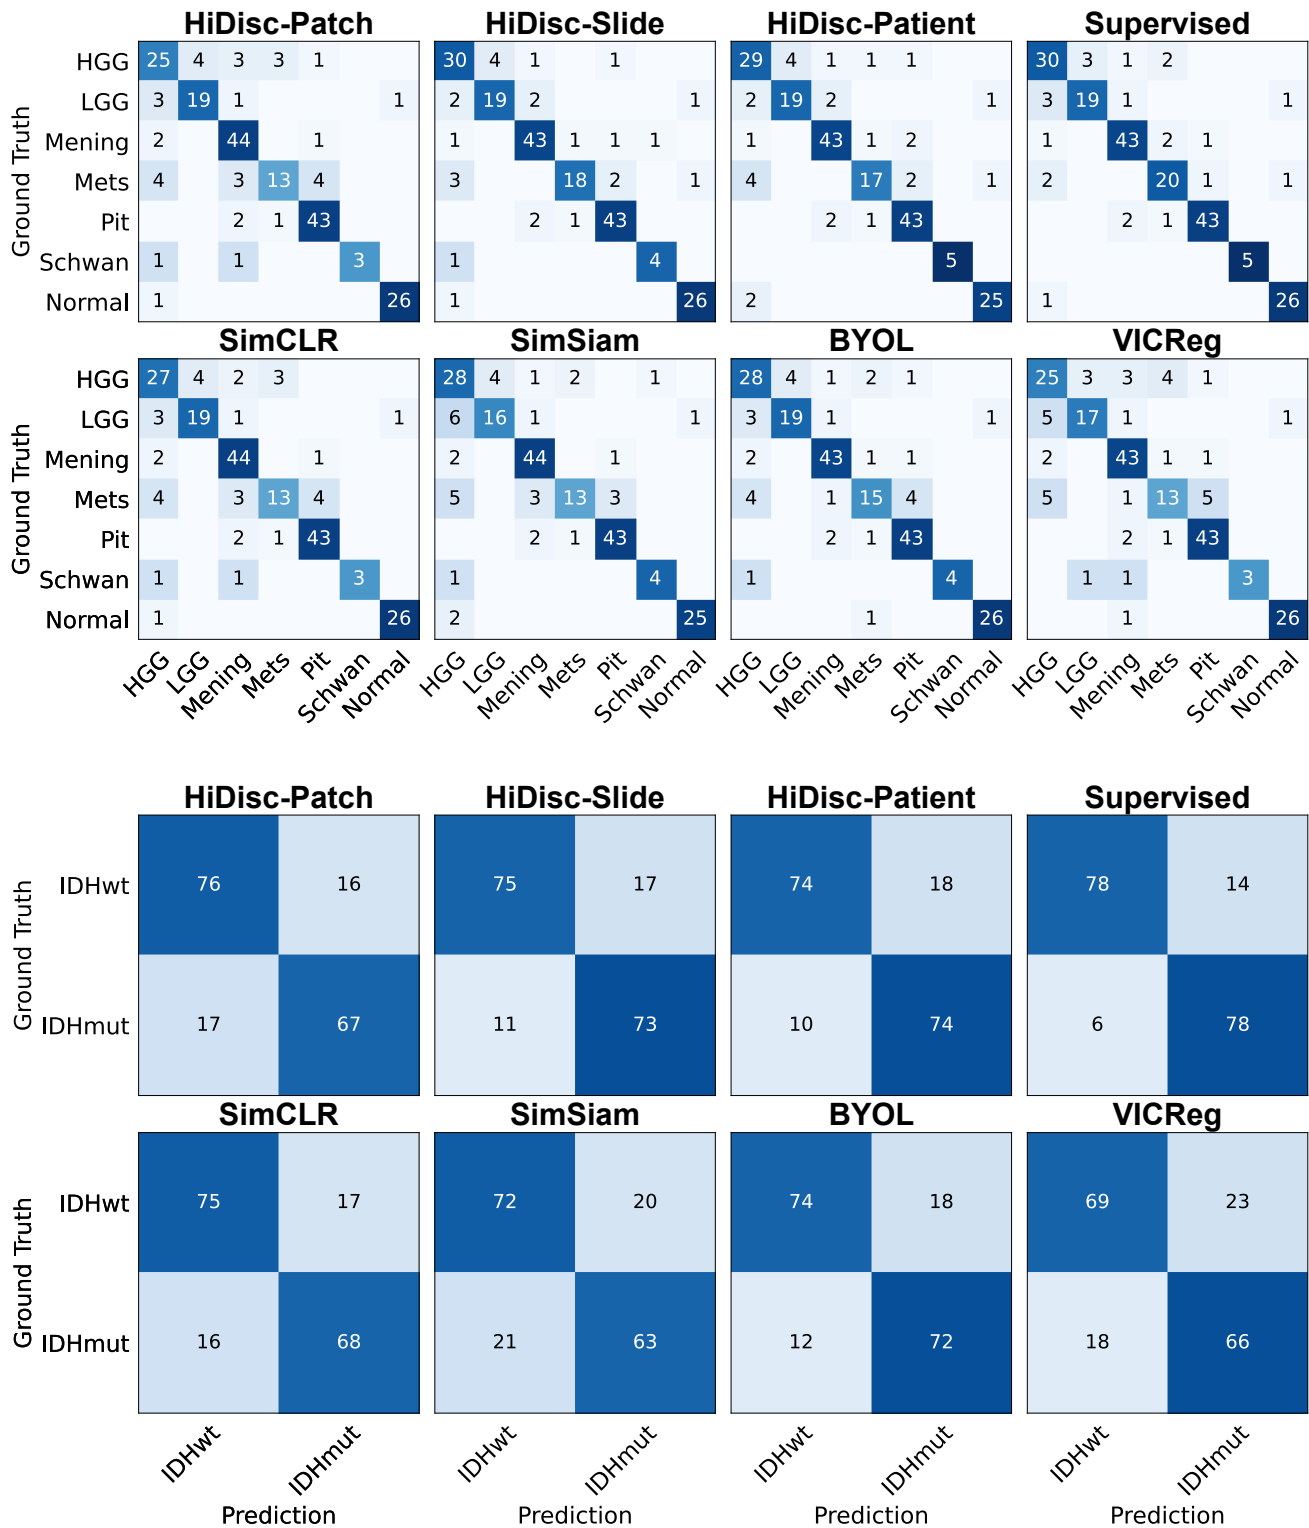 HiDisc-Patch HiDisc-Slide HiDisc-Patient Supervised
HGG 25 4 3 3 1 30 4 1 1 29 4 1 1 1 30 3 1 2
LGG 3 19 1 1 2 19 2 1 2 19 2 1 3 19 1 1
Mening 2 44 1 1 43 1 1 1 1 43 1 2 1 43 2 1
Mets 4 3 13 4 3 18 2 1 4 17 2 1 2 20 1 1
Pit 2 1 43 2 1 43 2 1 43 2 1 43
Schwan 1 1 3 1 4 5 5
Normal 1 26 1 26 2 25 1 26
Ground Truth
SimCLR SimSiam BYOL VICReg
HGG 27 4 2 3 28 4 1 2 1 28 4 1 2 1 25 3 3 4 1
LGG 3 19 1 1 6 16 1 1 3 19 1 1 5 17 1 1
Mening 2 44 1 2 44 1 2 43 1 1 2 43 1 1
Mets 4 3 13 4 5 3 13 3 4 1 15 4 5 1 13 5
Pit 2 1 43 2 1 43 2 1 43 2 1 43
Schwan 1 1 3 1 4 1 4 1 1 3
Normal 1 26 2 25 1 26 1 26
Ground Truth
HGG LGG Mening Mets Pit Schwan Normal HGG LGG Mening Mets Pit Schwan Normal HGG LGG Mening Mets Pit Schwan Normal HGG LGG Mening Mets Pit Schwan Normal
HiDisc-Patch HiDisc-Slide HiDisc-Patient Supervised
IDHwt 76 16 75 17 74 18 78 14
IDHmut 17 67 11 73 10 74 6 78
Ground Truth
SimCLR SimSiam BYOL VICReg
IDHwt 75 17 72 20 74 18 69 23
IDHmut 16 68 21 63 12 72 18 66
Ground Truth
IDHwt IDHmut IDHwt IDHmut IDHwt IDHmut IDHwt IDHmut
Prediction Prediction Prediction Prediction